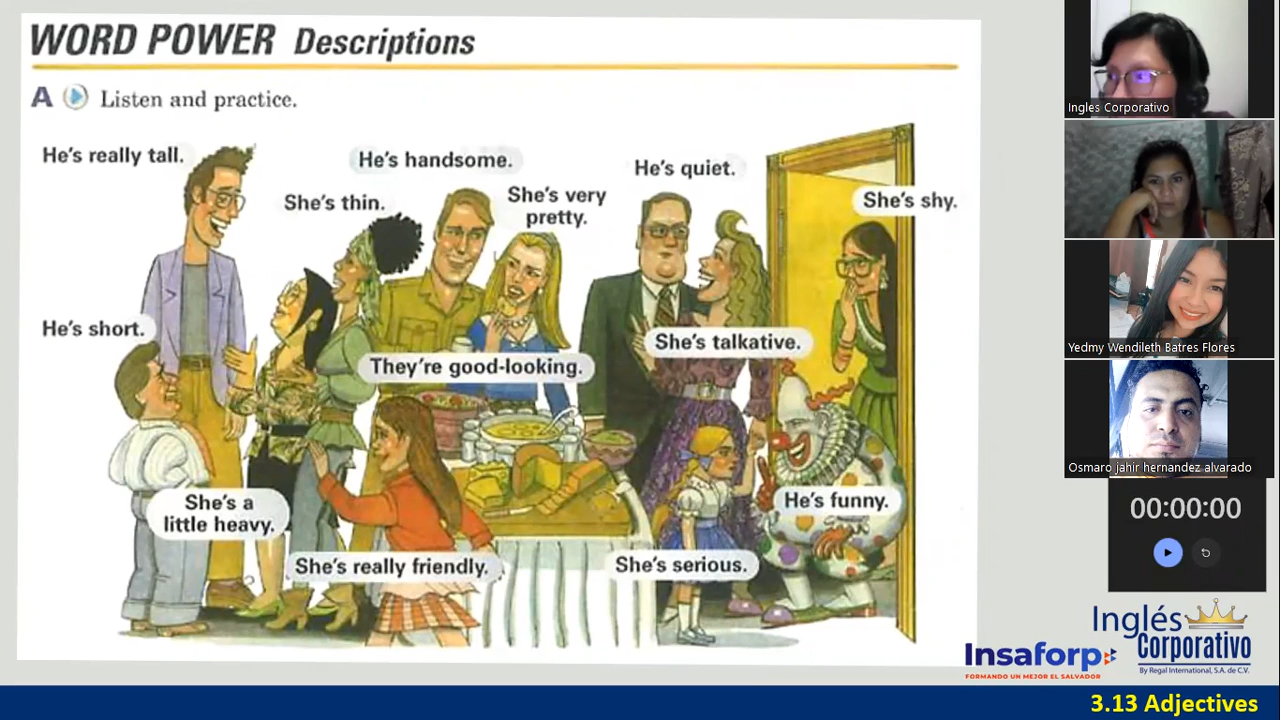 WORD POWER Descriptions
A Listen and practice.
He's really tall.
He's handsome.
He's quiet.
She's thin.
She's very
pretty.
She's shy.
He's short.
She's talkative.
They're good-looking.
She's a
little heavy.
He's funny.
She's really friendly.
She's serious.
Ingles Corporativo
Yedmy Wendileth Batres Flores
Osmaro jahir hernandez alvarado
00:00:00
Insaforp
FORMANDO UN MEJOR EL SALVADOR
Inglés
Corporativo
By Regal International, S.A. de C.V.
3.13 Adjectives